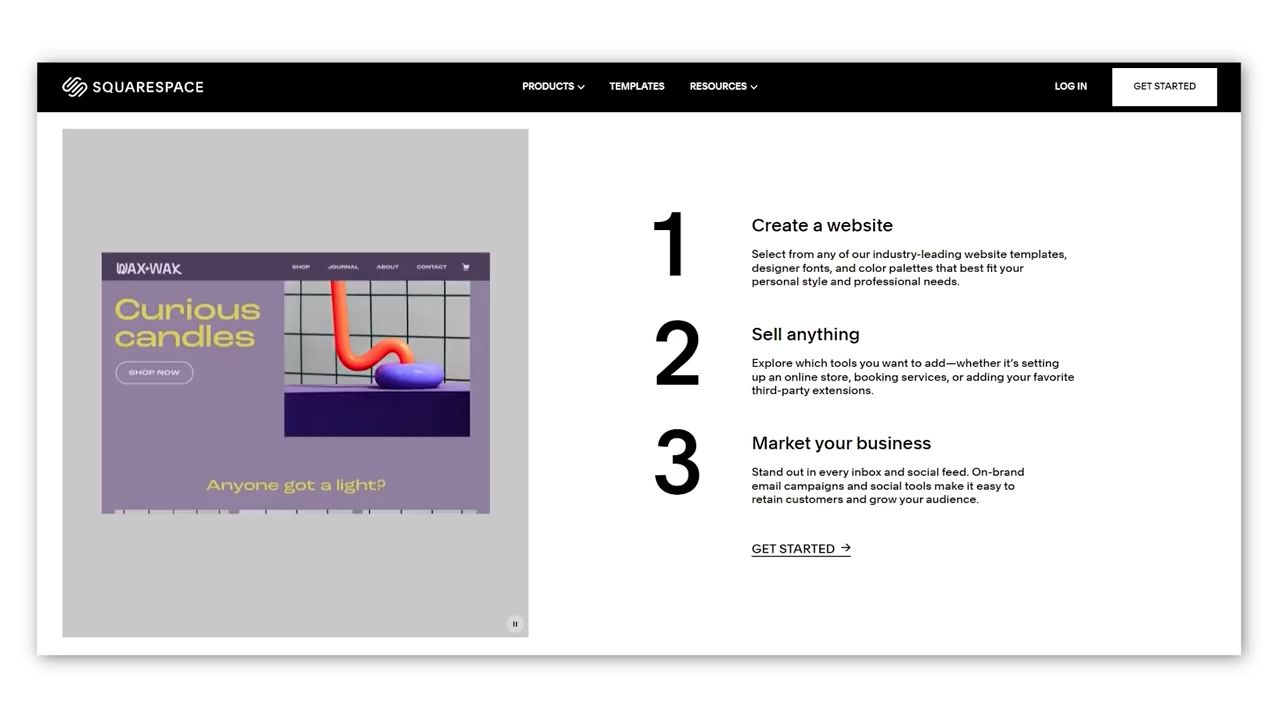 SQUARESPACE
PRODUCTS
TEMPLATES
RESOURCES
LOG IN
GET STARTED
WAX+WAK
SHOP
JOURNAL
ABOUT
CONTACT
Curious
candles
SHOP NOW
Anyone got a light?
1
Create a website
Select from any of our industry-leading website templates,
designer fonts, and color palettes that best fit your
personal style and professional needs.
2
Sell anything
Explore which tools you want to add—whether it's setting
up an online store, booking services, or adding your favorite
third-party extensions.
3
Market your business
Stand out in every inbox and social feed. On-brand
email campaigns and social tools make it easy to
retain customers and grow your audience.
GET STARTED →